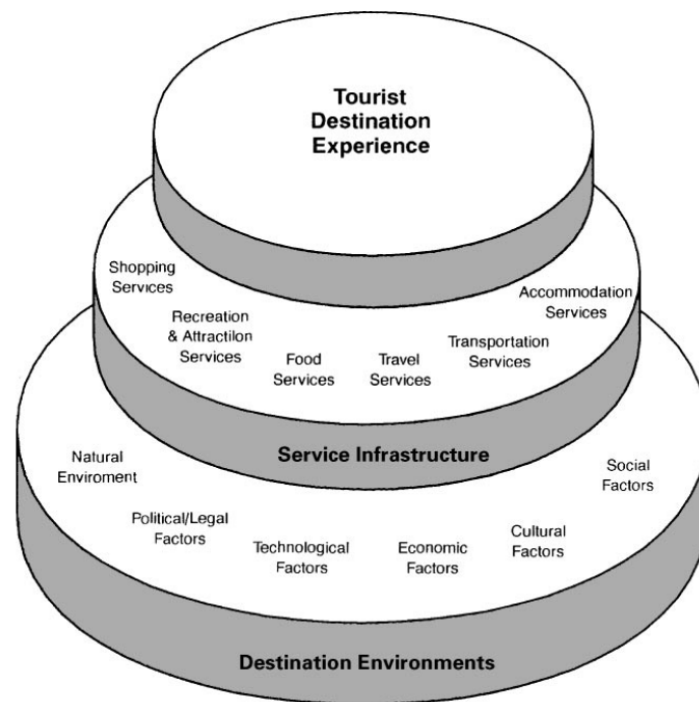 Tourist
Destination
Experience
Shopping
Services
Recreation
& Attractilon
Services
Food
Services
Travel
Services
Transportation
Services
Accommodation
Services
Service Infrastructure
Natural
Enviroment
Political/Legal
Factors
Technological
Factors
Economic
Factors
Cultural
Factors
Social
Factors
Destination Environments